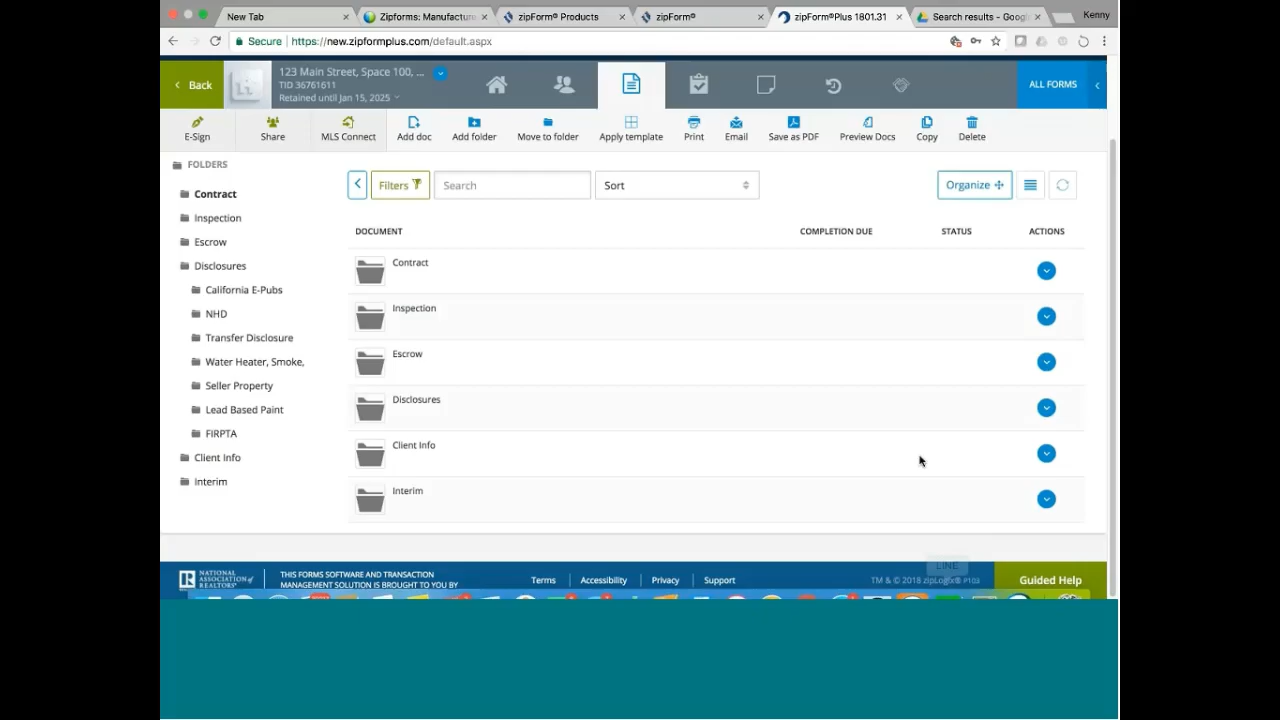 New Tab
Zipforms: Manufactur
zipForm® Products
zipForm®
zipForm®Plus 1801.31
Search results - Goog
Kenny
Secure
https://new.zipformplus.com/default.aspx
Back
123 Main Street, Space 100, ...
TID 36761611
Retained until Jan 15, 2025
ALL FORMS
E-Sign
Share
MLS Connect
Add doc
Add folder
Move to folder
Apply template
Print
Email
Save as PDF
Preview Docs
Copy
Delete
FOLDERS
Contract
Inspection
Escrow
Disclosures
California E-Pubs
NHD
Transfer Disclosure
Water Heater, Smoke,
Seller Property
Lead Based Paint
FIRPTA
Client Info
Interim
Filters
Search
Sort
Organize
DOCUMENT
COMPLETION DUE
STATUS
ACTIONS
Contract
Inspection
Escrow
Disclosures
Client Info
Interim
LINE
NATIONAL
ASSOCIATION of
REALTORS®
THIS FORMS SOFTWARE AND TRANSACTION
MANAGEMENT SOLUTION IS BROUGHT TO YOU BY
Terms
Accessibility
Privacy
Support
TM & © 2018 zipLogix® P103
Guided Help